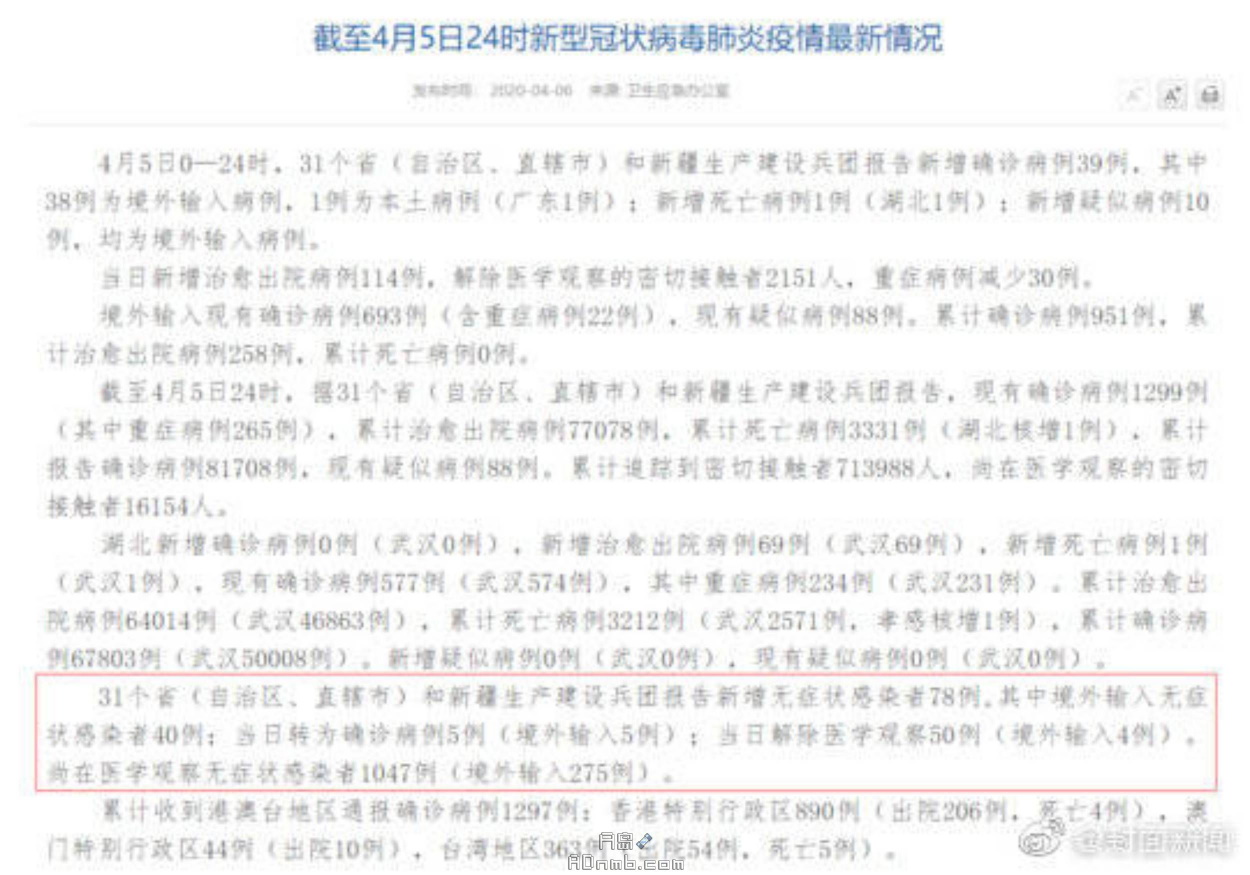 截至4月5日24时新型冠状病毒肺炎疫情最新情况
发布时间： 2020-04-06 来源 卫生应急办公室
4月5日0—24时，31个省（自治区、直辖市）和新疆生产建设兵团报告新增确诊病例39例，其中
38例为境外输入病例，1例为本土病例（广东1例）；新增死亡病例1例（湖北1例）；新增疑似病例10
例，均为境外输入病例。
当日新增治愈出院病例114例，解除医学观察的密切接触者2151人，重症病例减少30例。
境外输入现有确诊病例693例（含重症病例22例），现有疑似病例88例。累计确诊病例951例，累
计治愈出院病例258例，累计死亡病例0例。
截至4月5日24时，据31个省（自治区、直辖市）和新疆生产建设兵团报告，现有确诊病例1299例
（其中重症病例265例），累计治愈出院病例77078例，累计死亡病例3331例（湖北核增1例），累计
报告确诊病例81708例，现有疑似病例88例。累计追踪到密切接触者713988人，尚在医学观察的密切
接触者16154人。
湖北新增确诊病例0例（武汉0例），新增治愈出院病例69例（武汉69例），新增死亡病例1例
（武汉1例），现有确诊病例577例（武汉574例），其中重症病例234例（武汉231例）。累计治愈出
院病例64014例（武汉46863例），累计死亡病例3212例（武汉2571例，孝感核增1例），累计确诊病
例67803例（武汉50008例）。新增疑似病例0例（武汉0例），现有疑似病例0例（武汉0例）。
31个省（自治区、直辖市）和新疆生产建设兵团报告新增无症状感染者78例，其中境外输入无症
状感染者40例；当日转为确诊病例5例（境外输入5例）；当日解除医学观察50例（境外输入4例）。
尚在医学观察无症状感染者1047例（境外输入275例）。
累计收到港澳台地区通报确诊病例1297例：香港特别行政区890例（出院206例，死亡4例），澳
门特别行政区44例（出院10例），台湾地区363例（出院54例，死亡5例）。
A岛
ADnmb.com
@封面新闻